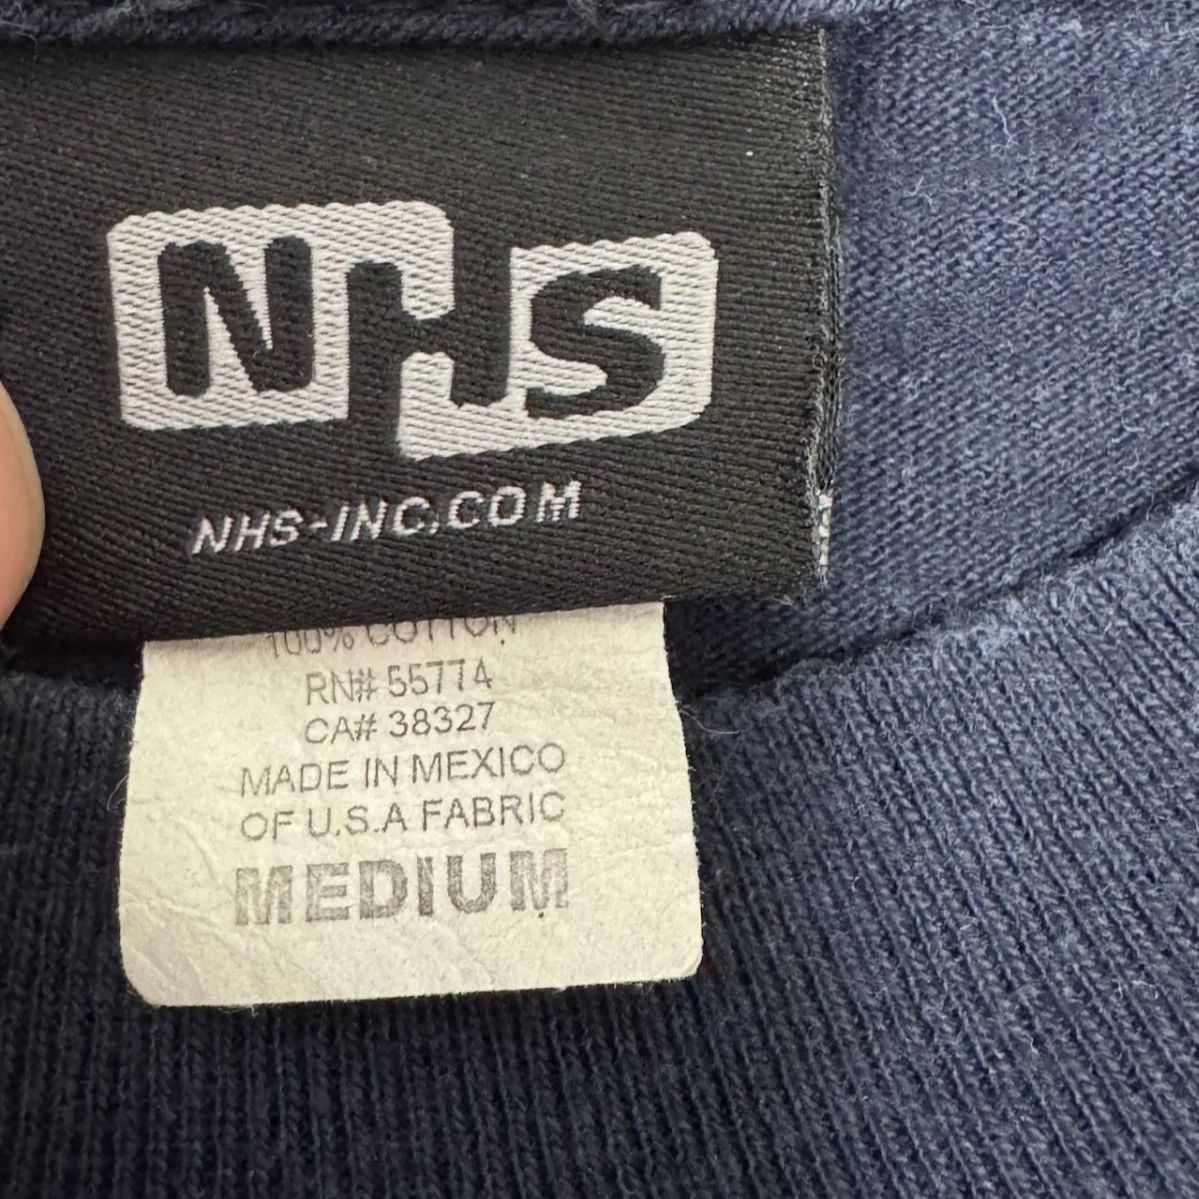 NHS
NHS-INC.COM
100% COTTON
RN# 55774
CA# 38327
MADE IN MEXICO
OF U.S.A FABRIC
MEDIUM